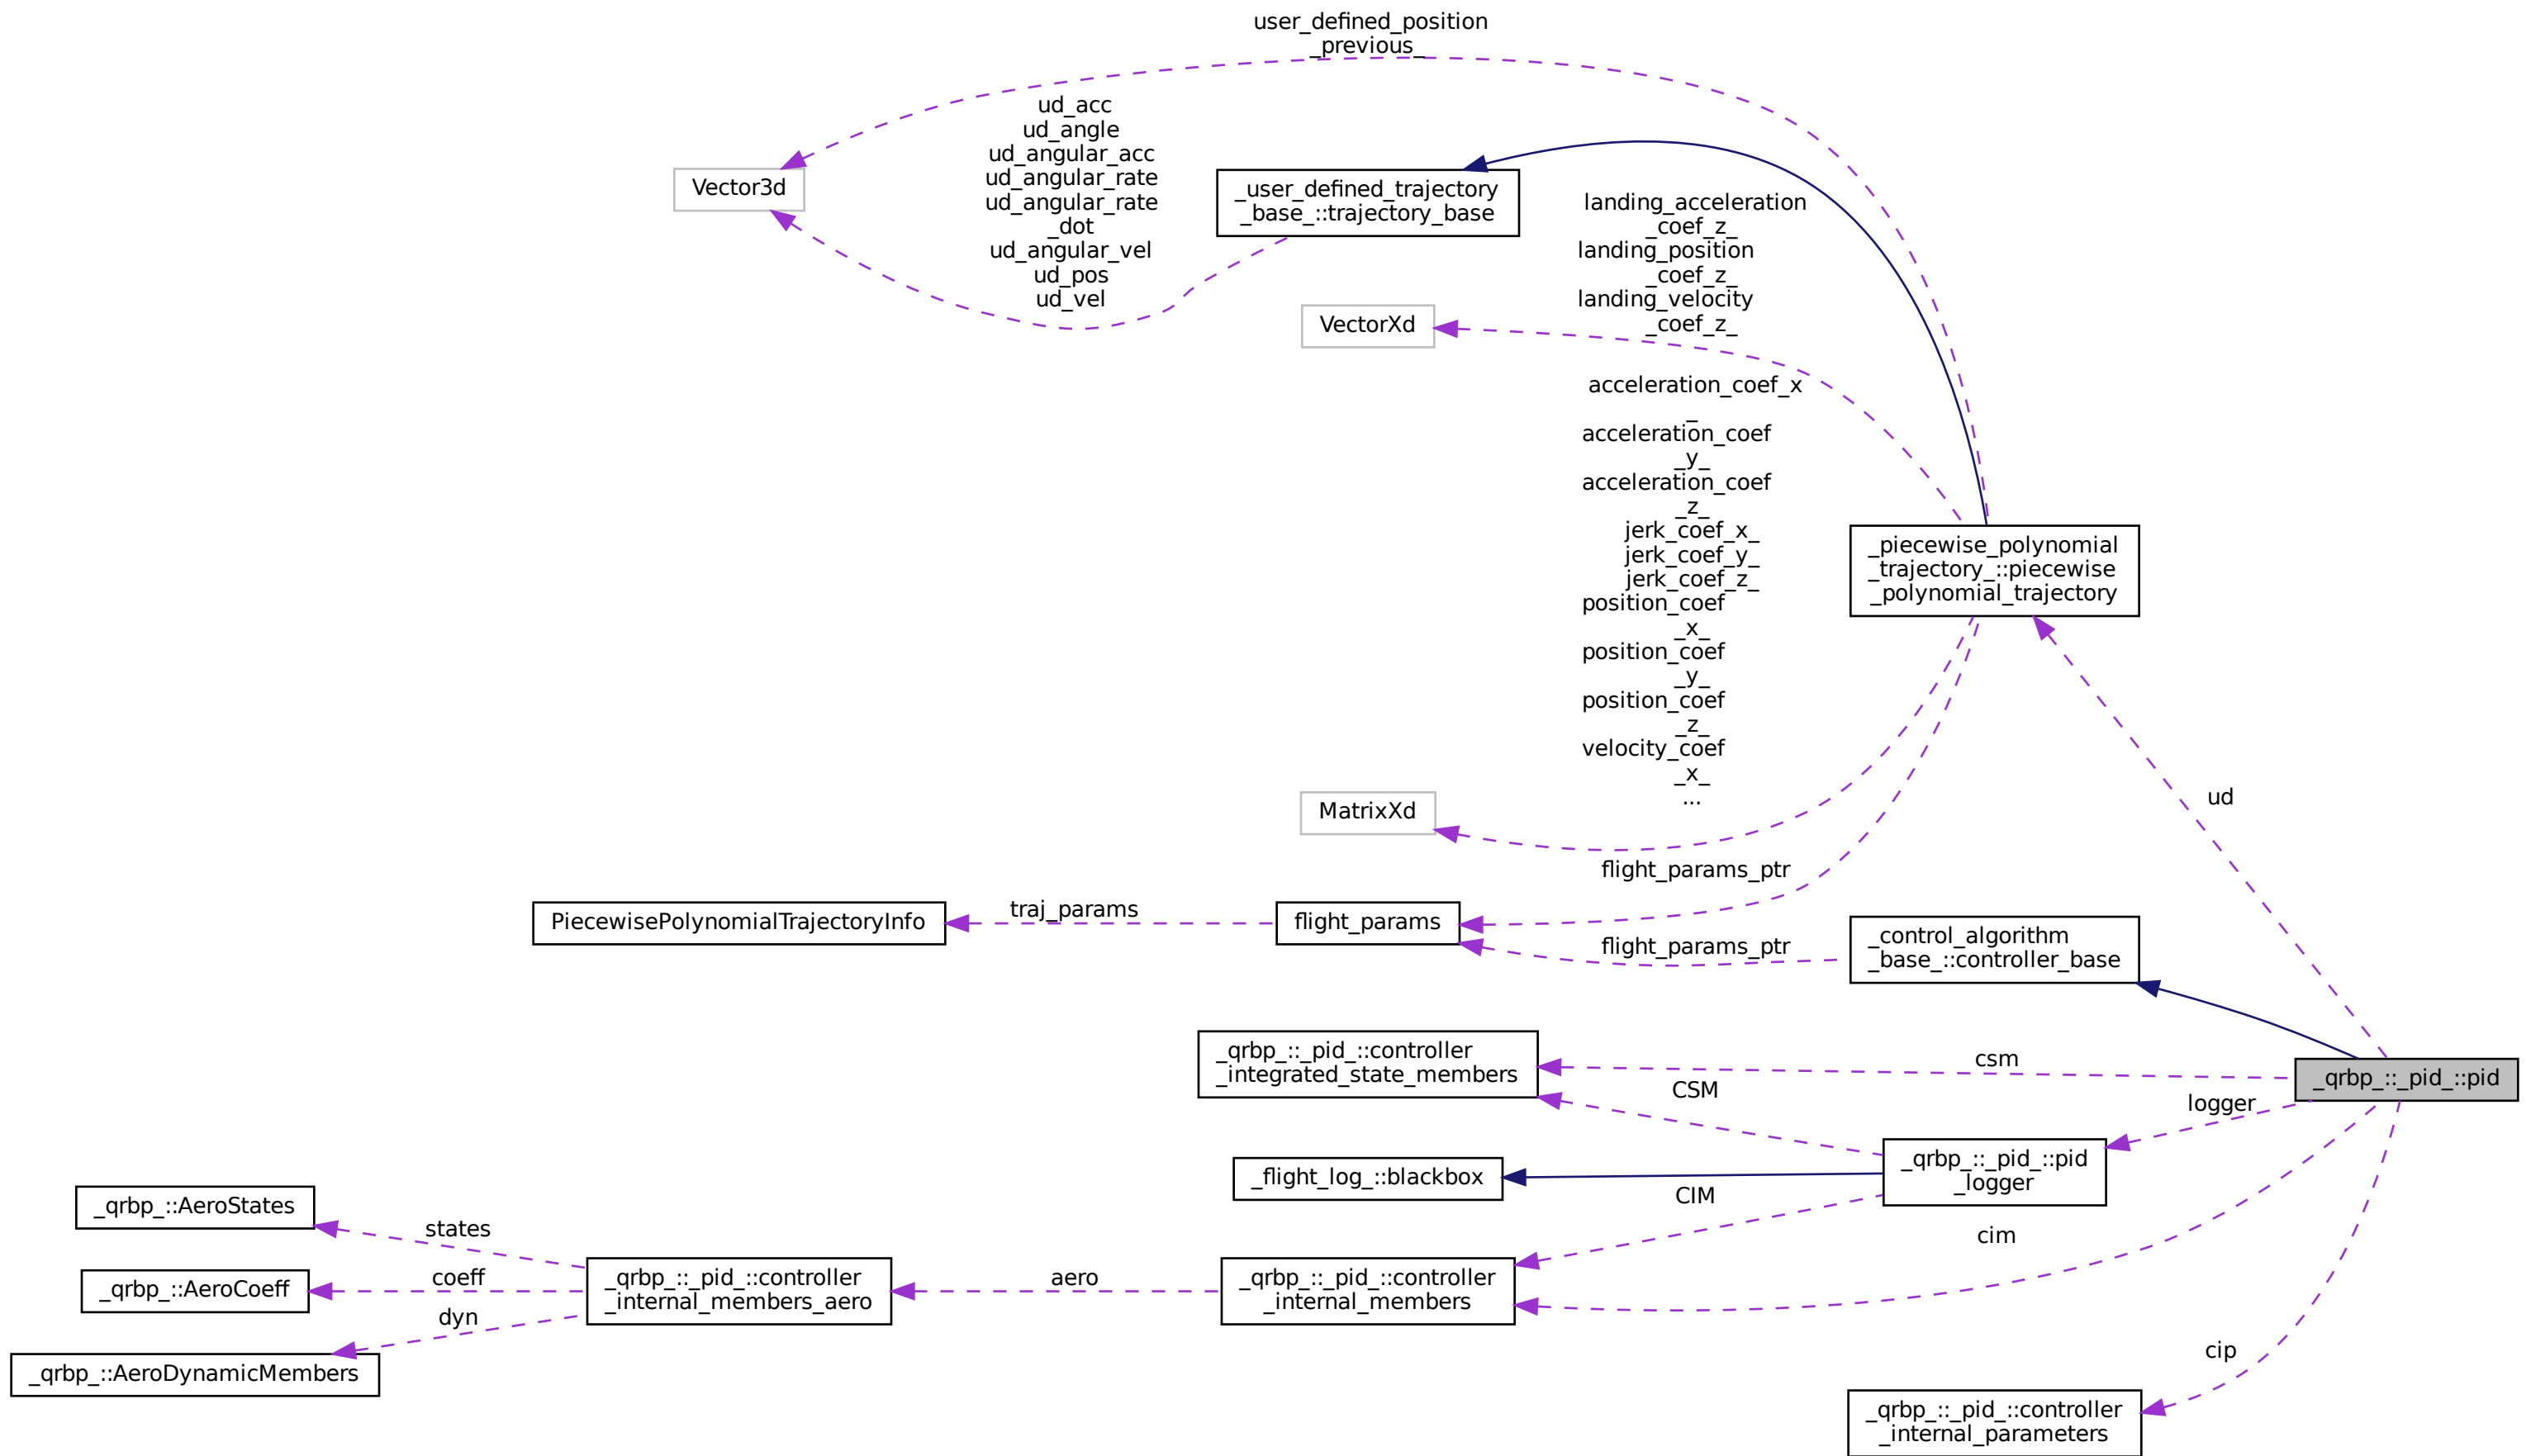 user_defined_position
_previous_
ud_acc
ud_angle
ud_angular_acc
ud_angular_rate
ud_angular_rate
_dot
ud_angular_vel
ud_pos
ud_vel
Vector3d
_user_defined_trajectory
_base_::trajectory_base
landing_acceleration
_coef_z_
landing_position
_coef_z_
landing_velocity
_coef_z_
VectorXd
acceleration_coef_x
_
acceleration_coef
_y_
acceleration_coef
_z_
jerk_coef_x_
jerk_coef_y_
jerk_coef_z_
position_coef
_x_
position_coef
_y_
position_coef
_z_
velocity_coef
_x_
...
_piecewise_polynomial
_trajectory_::piecewise
_polynomial_trajectory
MatrixXd
ud
flight_params_ptr
PiecewisePolynomialTrajectoryInfo
traj_params
flight_params
flight_params_ptr
_control_algorithm
_base_::controller_base
_qrbp_::_pid_::controller
_integrated_state_members
csm
CSM
_qrbp_::_pid_::pid
logger
_flight_log_::blackbox
_qrbp_::_pid_::pid
_logger
CIM
cim
_qrbp_::AeroStates
states
_qrbp_::AeroCoeff
coeff
_qrbp_::_pid_::controller
_internal_members_aero
aero
_qrbp_::_pid_::controller
_internal_members
dyn
_qrbp_::AeroDynamicMembers
cip
_qrbp_::_pid_::controller
_internal_parameters